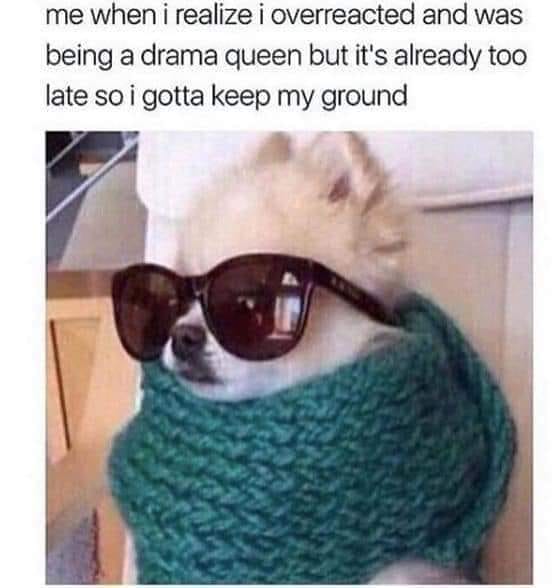 me when i realize i overreacted and was
being a drama queen but it's already too
late so i gotta keep my ground